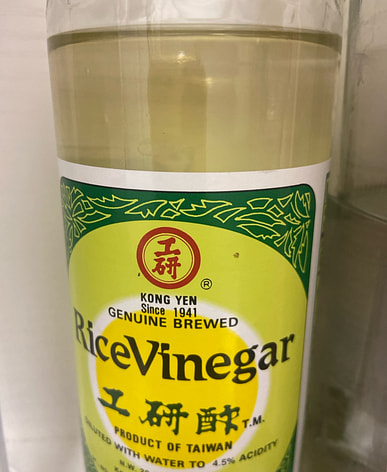 工
研
®
KONG YEN
Since 1941
GENUINE BREWED
RiceVinegar
工研酢 T.M.
PRODUCT OF TAIWAN
DILUTED WITH WATER TO 4.5% ACIDITY